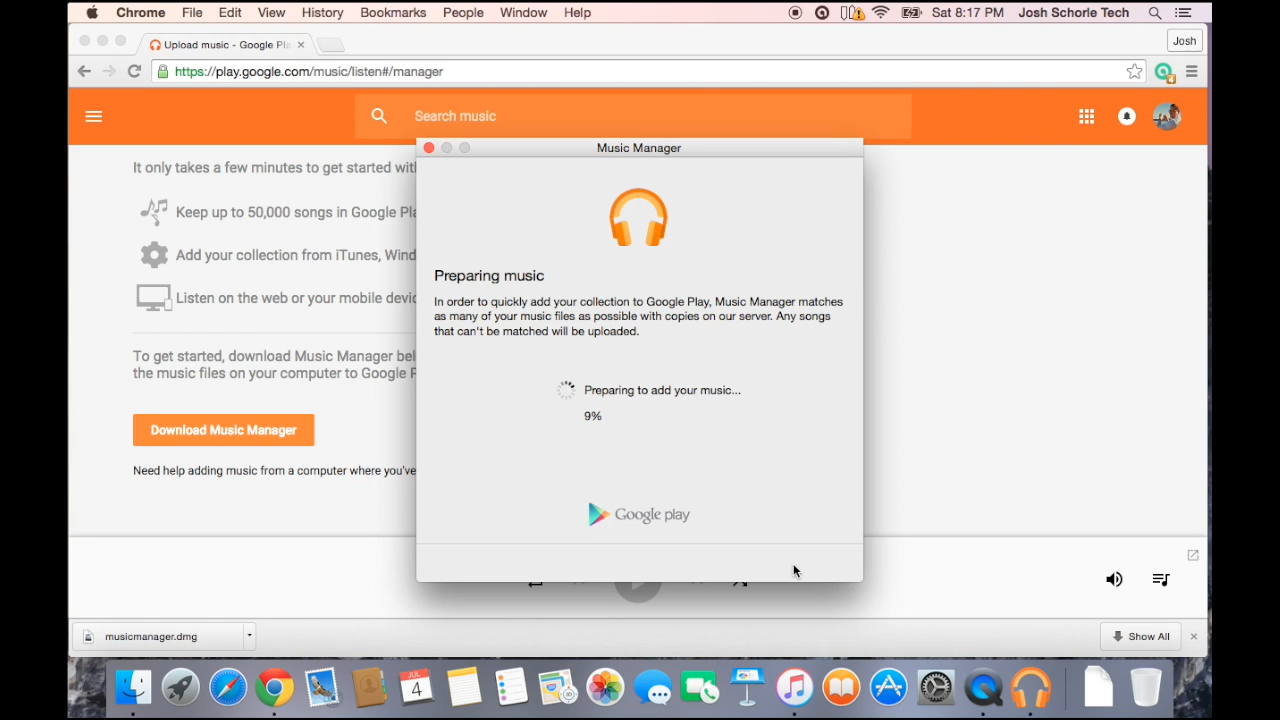 Chrome File Edit View History Bookmarks People Window Help Sat 8:17 PM Josh Schorle Tech
Upload music - Google Pl
Josh
https://play.google.com/music/listen#/manager
Search music
Music Manager
It only takes a few minutes to get started wit
Keep up to 50,000 songs in Google Pla
Add your collection from iTunes, Wind
Listen on the web or your mobile devic
To get started, download Music Manager bel
the music files on your computer to Google P
Download Music Manager
Need help adding music from a computer where you've
Preparing music
In order to quickly add your collection to Google Play, Music Manager matches
as many of your music files as possible with copies on our server. Any songs
that can't be matched will be uploaded.
Preparing to add your music...
9%
Google play
musicmanager.dmg
Show All
JUL
4